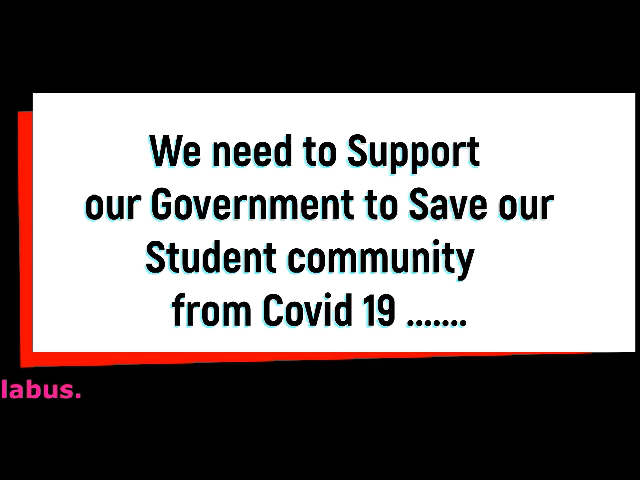 We need to Support
our Government to Save our
Student community
from Covid 19 .......
labus.